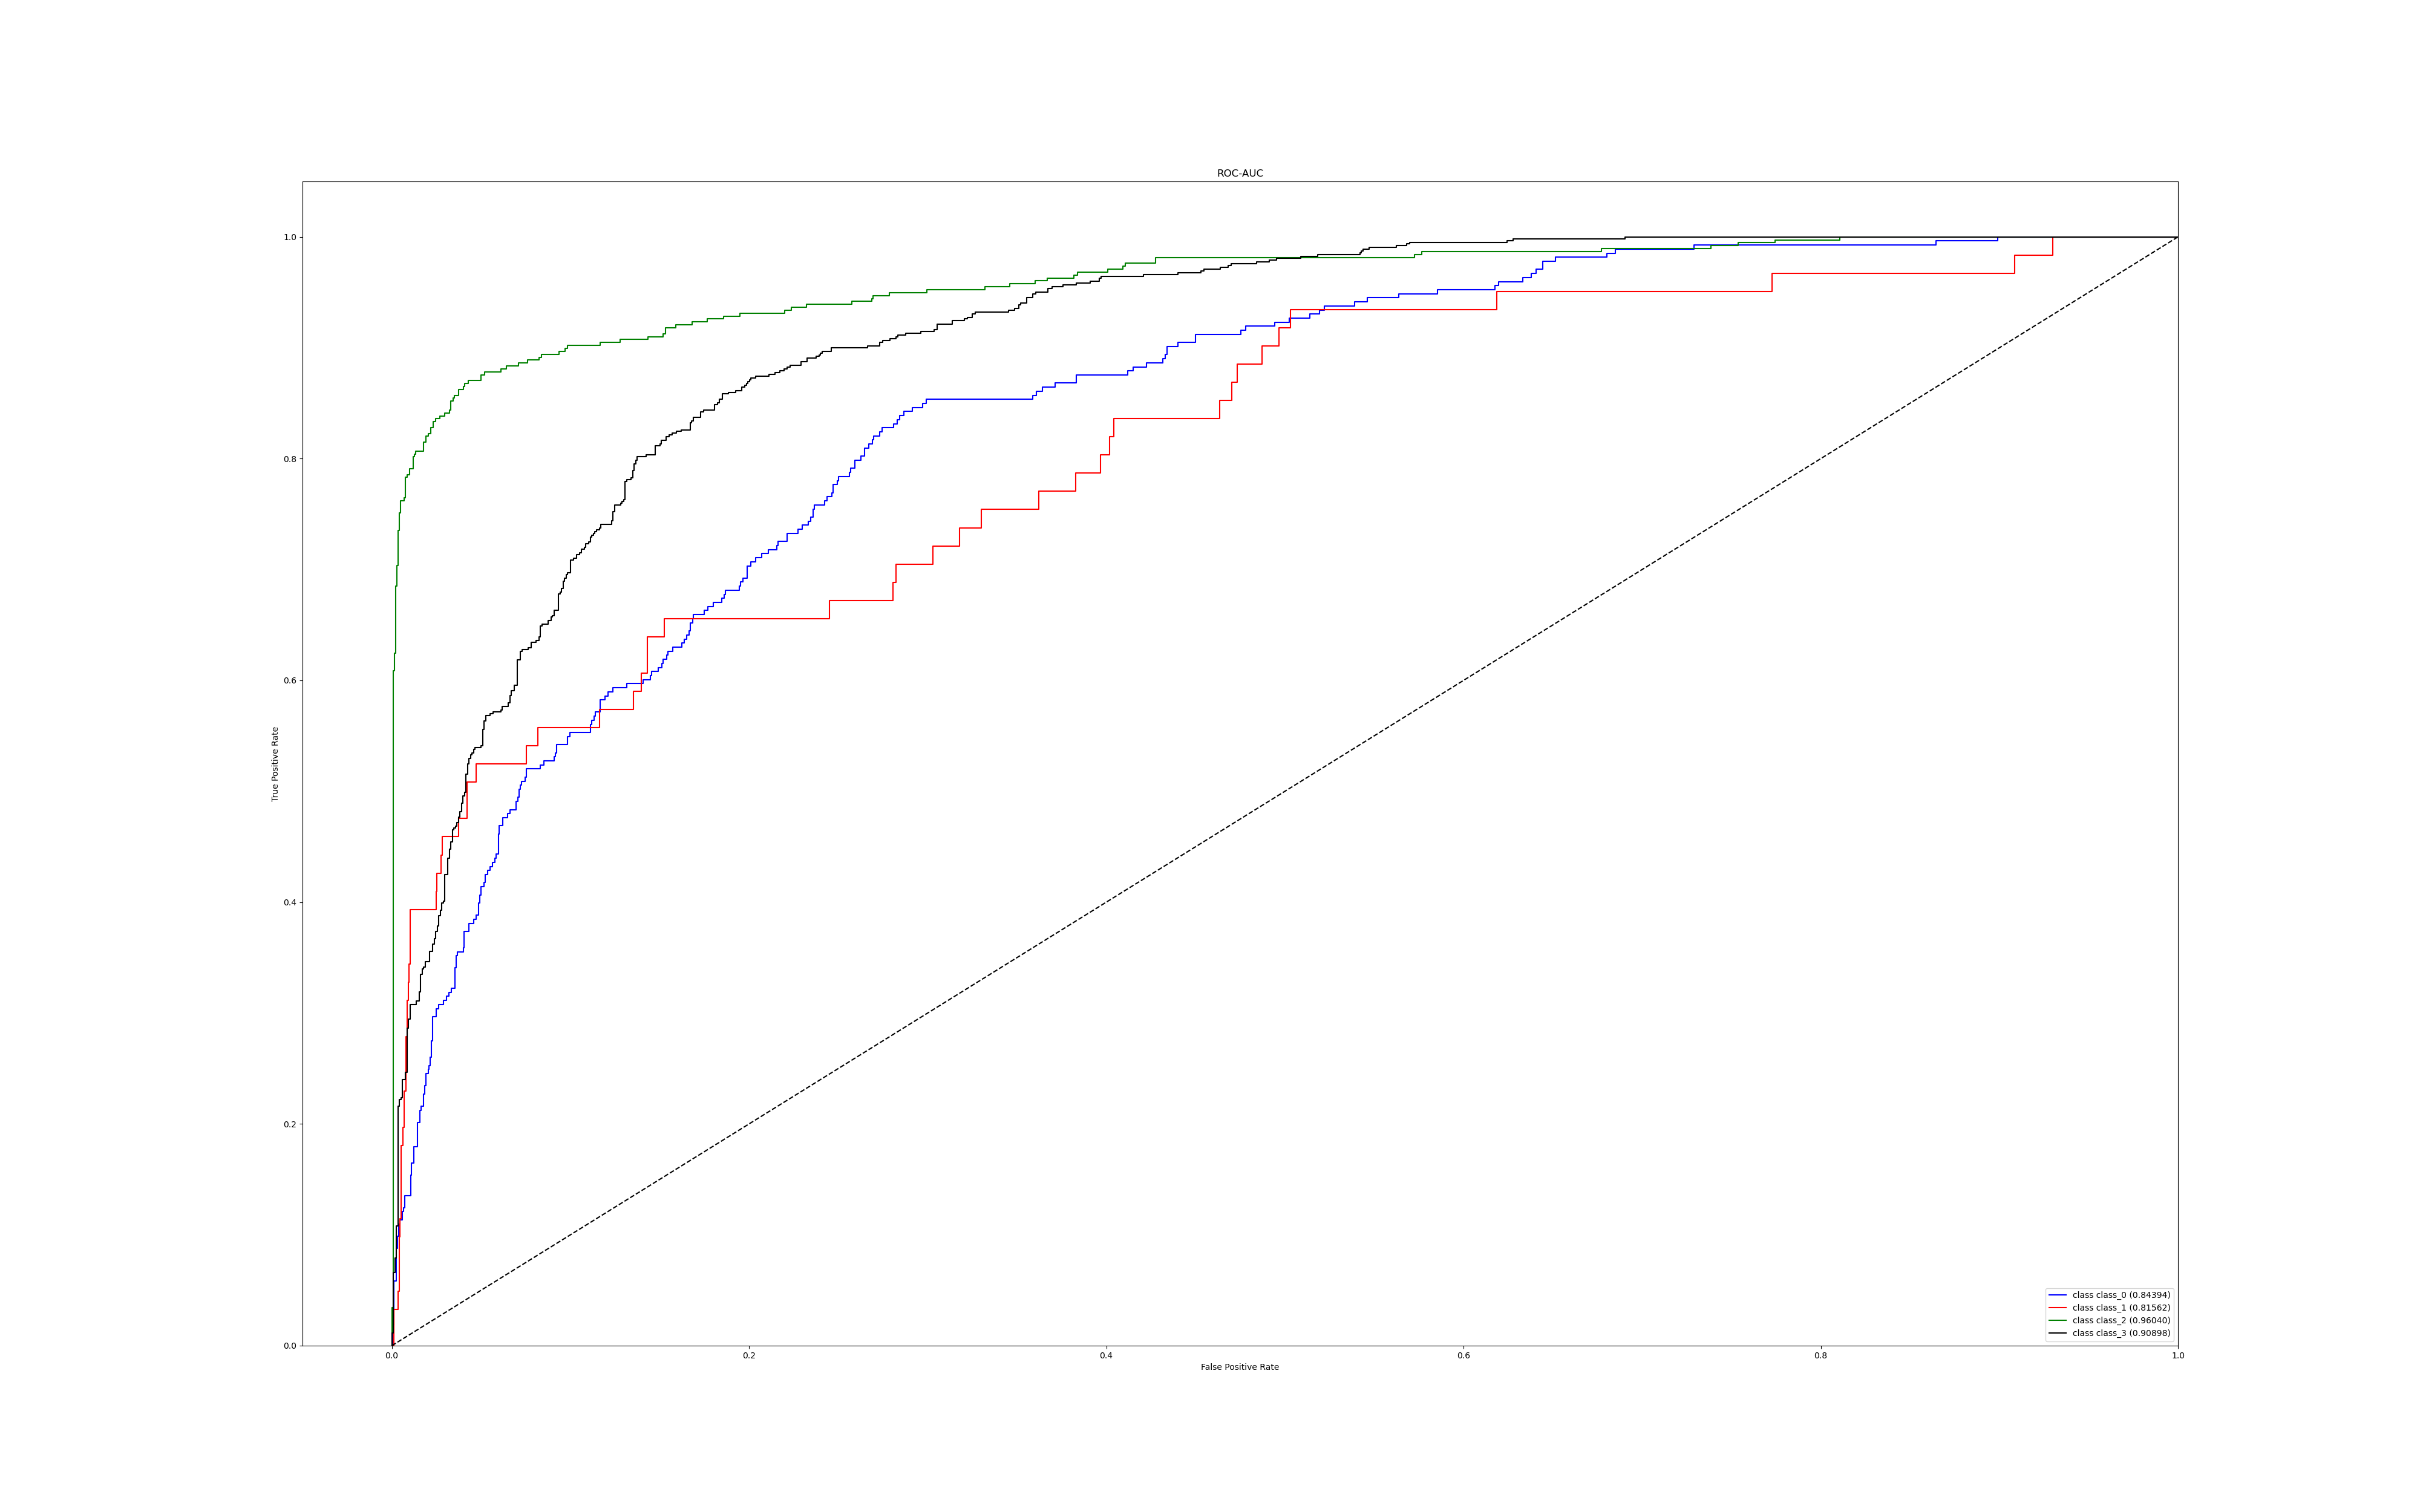 ROC-AUC
1.0
0.8
0.6
0.4
0.2
0.0
True Positive Rate
0.0 0.2 0.4 0.6 0.8 1.0
False Positive Rate
class class_0 (0.84394)
class class_1 (0.81562)
class class_2 (0.96040)
class class_3 (0.90898)